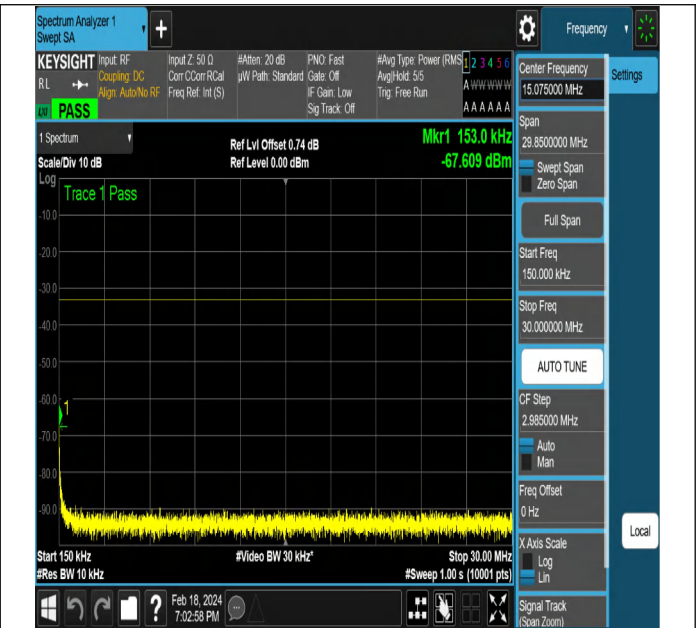 Spectrum Analyzer 1
Swept SA
Frequency
KEYSIGHT
RL
LXI
PASS
Input: RF
Coupling: DC
Align: Auto/No RF
Input Z: 50 Ω
Corr CCorr RCal
Freq Ref: Int (S)
#Atten: 20 dB
µW Path: Standard
PNO: Fast
Gate: Off
IF Gain: Low
Sig Track: Off
#Avg Type: Power (RMS
Avg|Hold: 5/5
Trig: Free Run
1 2 3 4 5 6
A W W W W W
A A A A A A
1 Spectrum
Scale/Div 10 dB
Log
Ref Lvl Offset 0.74 dB
Ref Level 0.00 dBm
Mkr1 153.0 kHz
-67.609 dBm
Trace 1 Pass
-10.0
-20.0
-30.0
-40.0
-50.0
-60.0
1
-70.0
-80.0
-90.0
Start 150 kHz
#Video BW 30 kHz*
Stop 30.00 MHz
#Res BW 10 kHz
#Sweep 1.00 s (10001 pts)
?
Feb 18, 2024
7:02:58 PM
Center Frequency
15.075000 MHz
Settings
Span
29.8500000 MHz
Swept Span
Zero Span
Full Span
Start Freq
150.000 kHz
Stop Freq
30.000000 MHz
AUTO TUNE
CF Step
2.985000 MHz
Auto
Man
Freq Offset
0 Hz
Local
X Axis Scale
Log
Lin
Signal Track
(Span Zoom)